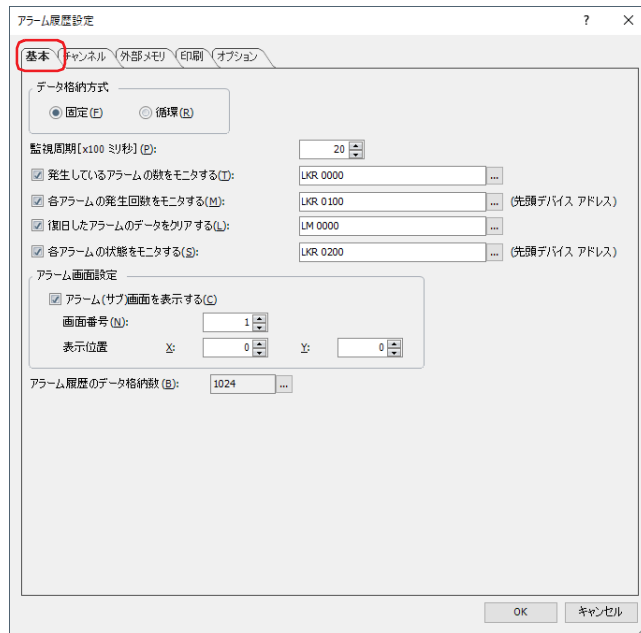 アラーム履歴設定 ? ×
基本 チャンネル 外部メモリ 印刷 オプション
データ格納方式
固定(F) 循環(R)
監視周期[x100 ミリ秒](P): 20
発生しているアラームの数をモニタする(T): LKR 0000 ...
各アラームの発生回数をモニタする(M): LKR 0100 ... (先頭デバイス アドレス)
復旧したアラームのデータをクリアする(L): LM 0000 ...
各アラームの状態をモニタする(S): LKR 0200 ... (先頭デバイス アドレス)
アラーム画面設定
アラーム(サブ)画面を表示する(C)
画面番号(N): 1
表示位置 X: 0 Y: 0
アラーム履歴のデータ格納数(B): 1024 ...
OK キャンセル